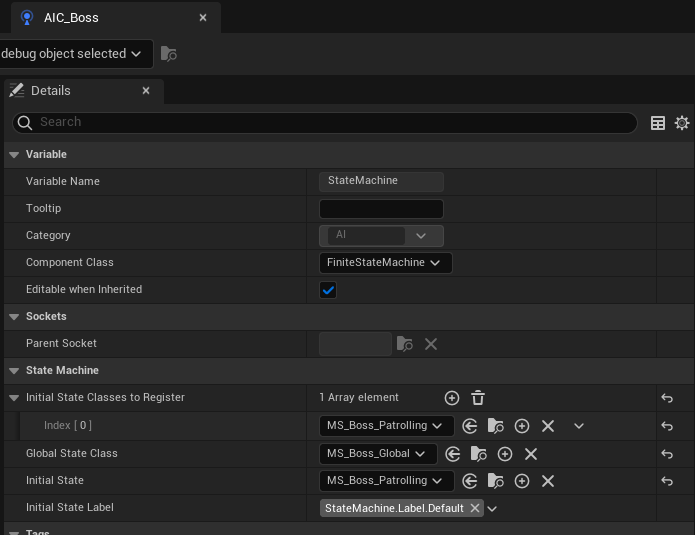 AIC_Boss
debug object selected
Details
Search
Variable
Variable Name StateMachine
Tooltip
Category AI
Component Class FiniteStateMachine
Editable when Inherited
Sockets
Parent Socket
State Machine
Initial State Classes to Register 1 Array element
Index [ 0 ] MS_Boss_Patrolling
Global State Class MS_Boss_Global
Initial State MS_Boss_Patrolling
Initial State Label StateMachine.Label.Default
Tags